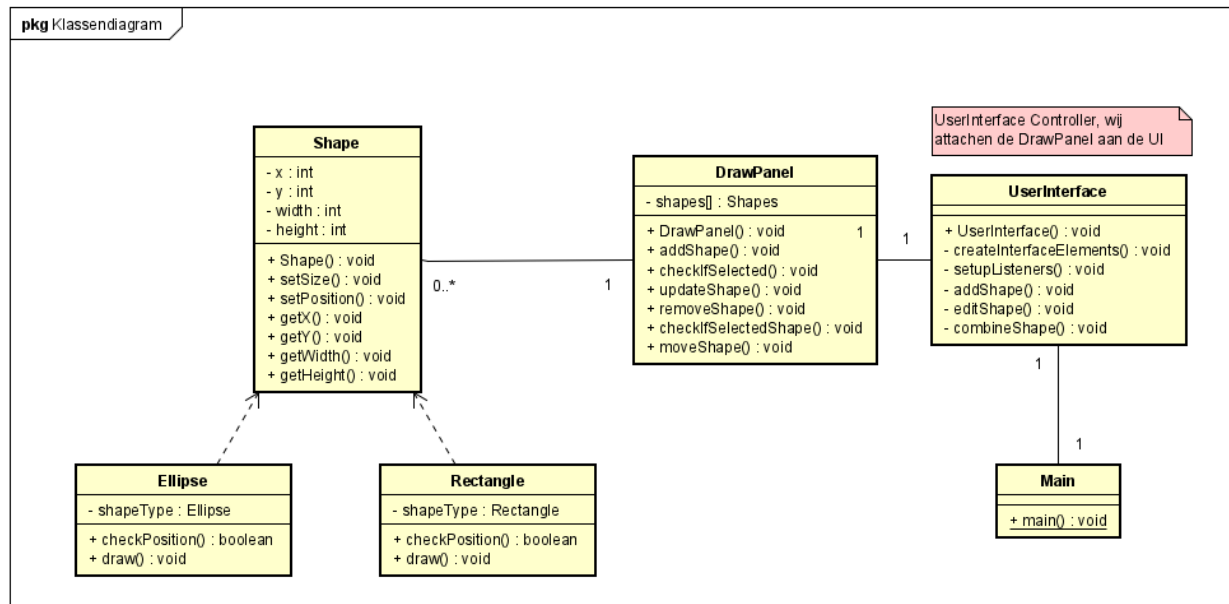 pkg Klassendiagram
Shape
- x : int
- y : int
- width : int
- height : int
+ Shape() : void
+ setSize() : void
+ setPosition() : void
+ getX() : void
+ getY() : void
+ getWidth() : void
+ getHeight() : void
0..*
1
DrawPanel
- shapes[] : Shapes
+ DrawPanel() : void
1
+ addShape() : void
+ checkIfSelected() : void
+ updateShape() : void
+ removeShape() : void
+ checkIfSelectedShape() : void
+ moveShape() : void
1
UserInterface Controller, wij
attachen de DrawPanel aan de UI
UserInterface
+ UserInterface() : void
- createInterfaceElements() : void
- setupListeners() : void
- addShape() : void
- editShape() : void
- combineShape() : void
1
1
Ellipse
- shapeType : Ellipse
+ checkPosition() : boolean
+ draw() : void
Rectangle
- shapeType : Rectangle
+ checkPosition() : boolean
+ draw() : void
Main
+ main() : void